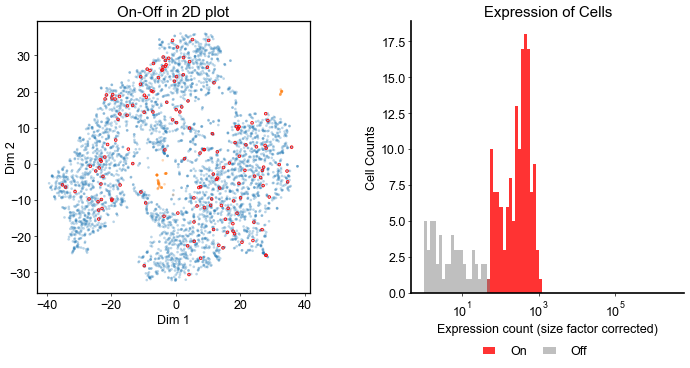 On-Off in 2D plot
Dim 2
30
20
10
0
−10
−20
−30
−40
−20
0
20
40
Dim 1
Expression of Cells
Cell Counts
17.5
15.0
12.5
10.0
7.5
5.0
2.5
0.0
10¹
10³
10⁵
Expression count (size factor corrected)
On
Off